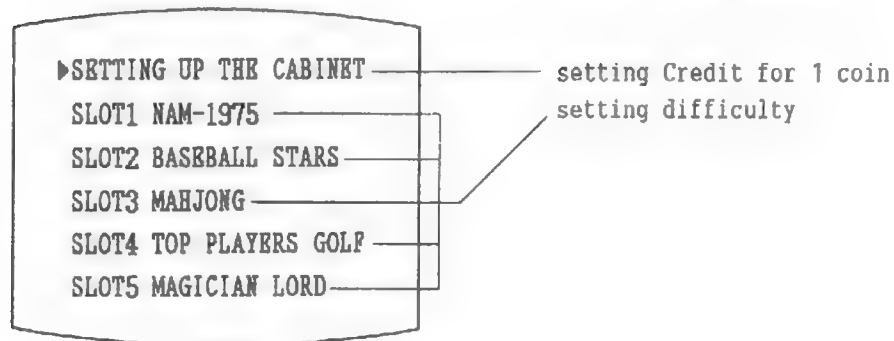 ▶SETTING UP THE CABINET
setting Credit for 1 coin
SLOT1 NAM-1975
setting difficulty
SLOT2 BASEBALL STARS
SLOT3 MAHJONG
SLOT4 TOP PLAYERS GOLF
SLOT5 MAGICIAN LORD